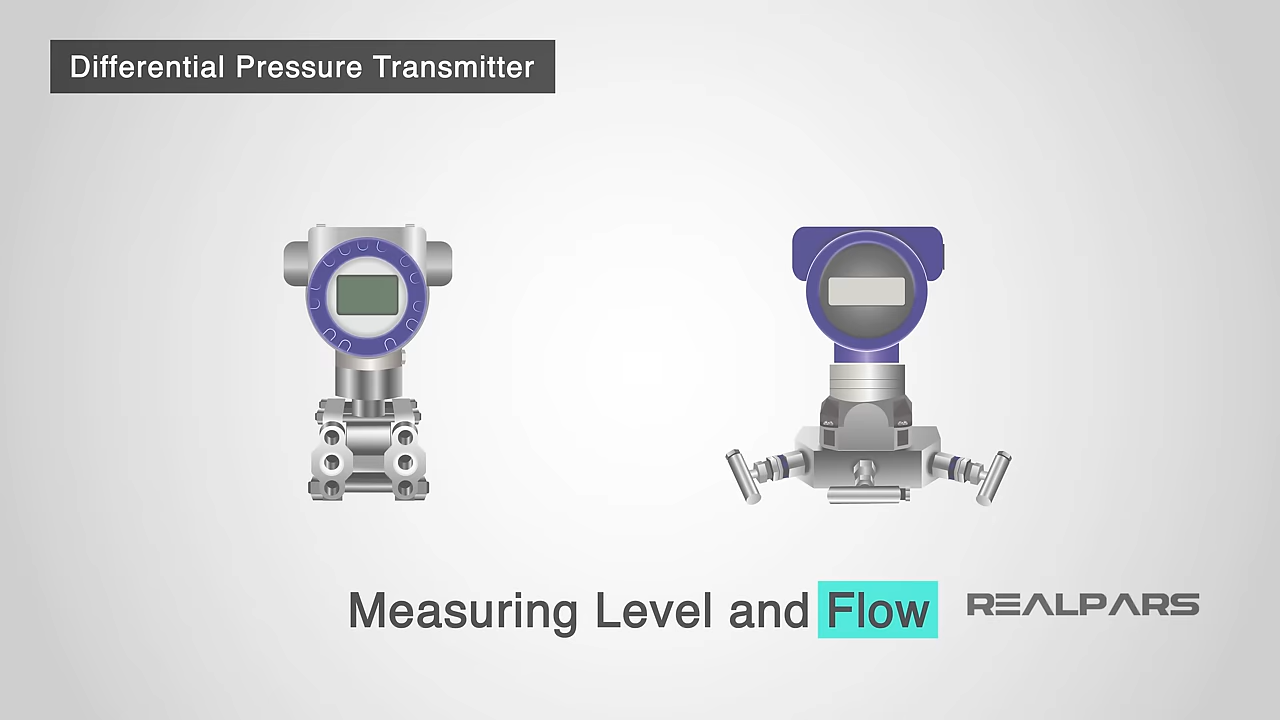 Differential Pressure Transmitter
Measuring Level and Flow
REALPARS